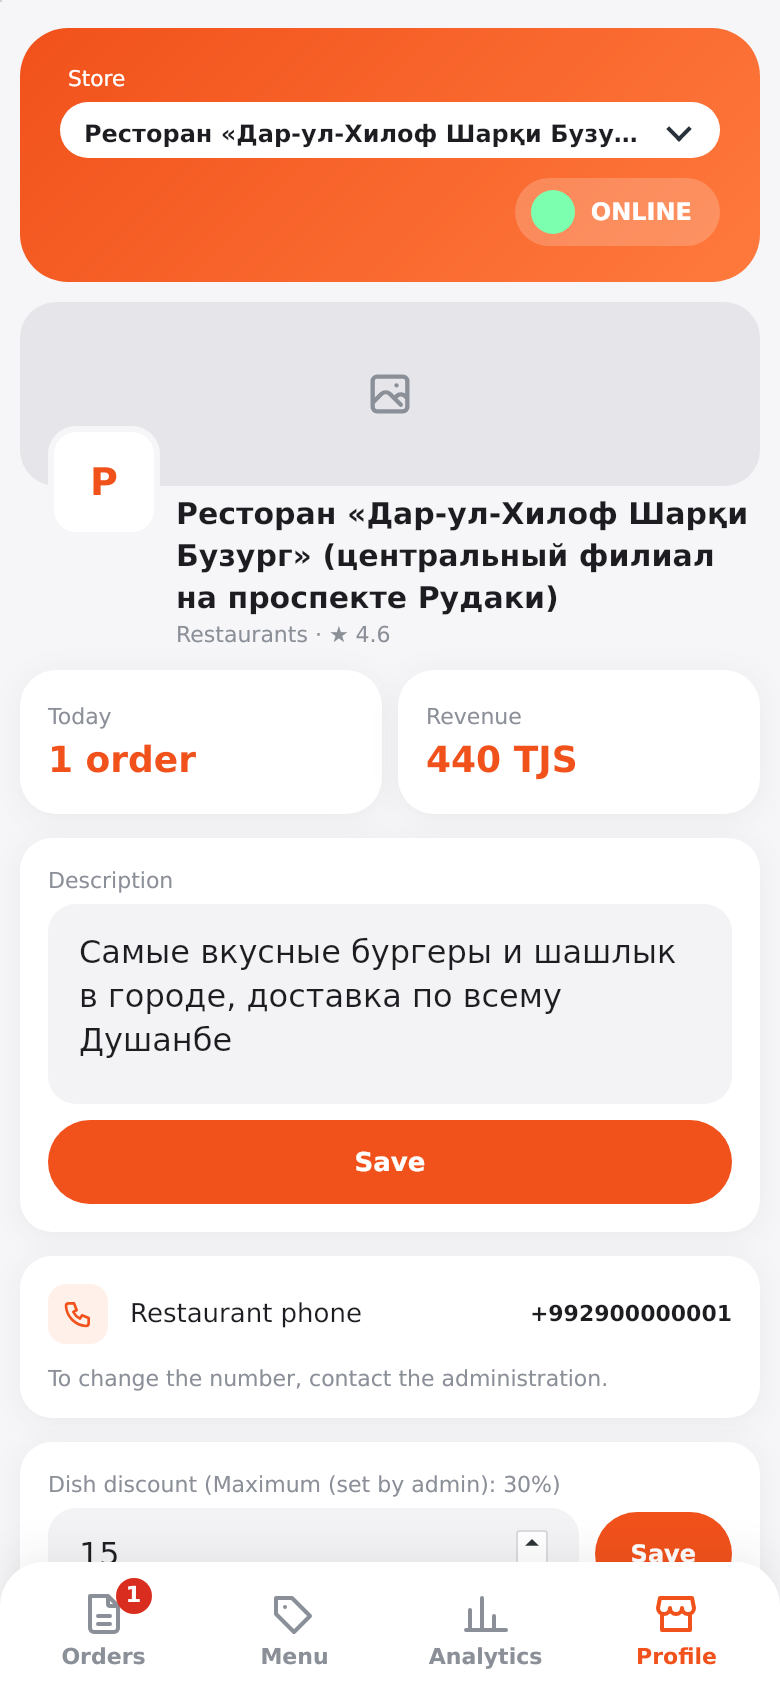 Store
Ресторан «Дар-ул-Хилоф Шарқи Бузу...
ONLINE
Р
Ресторан «Дар-ул-Хилоф Шарқи
Бузург» (центральный филиал
на проспекте Рудаки)
Restaurants · ★ 4.6
Today
1 order
Revenue
440 TJS
Description
Самые вкусные бургеры и шашлык
в городе, доставка по всему
Душанбе
Save
Restaurant phone
+992900000001
To change the number, contact the administration.
Dish discount (Maximum (set by admin): 30%)
15
Save
1
Orders
Menu
Analytics
Profile